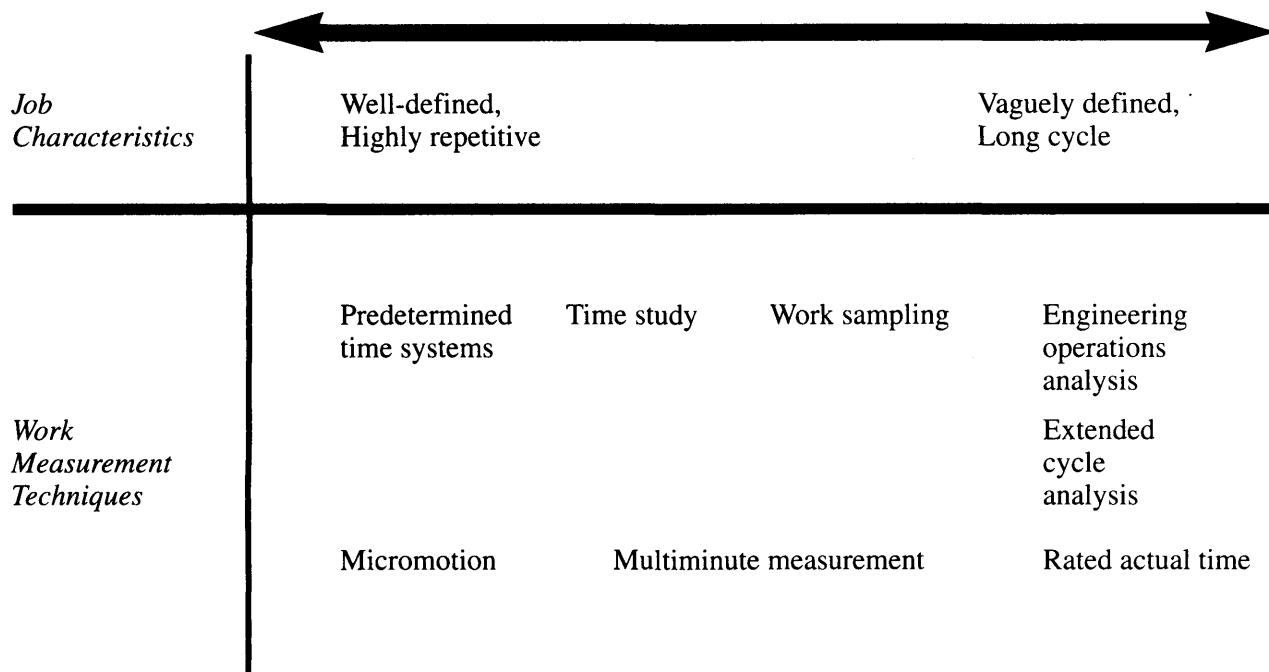 Job
Characteristics
Well-defined,
Highly repetitive
Vaguely defined,
Long cycle
Predetermined
time systems
Time study
Work sampling
Engineering
operations
analysis
Work
Measurement
Techniques
Extended
cycle
analysis
Micromotion
Multiminute measurement
Rated actual time